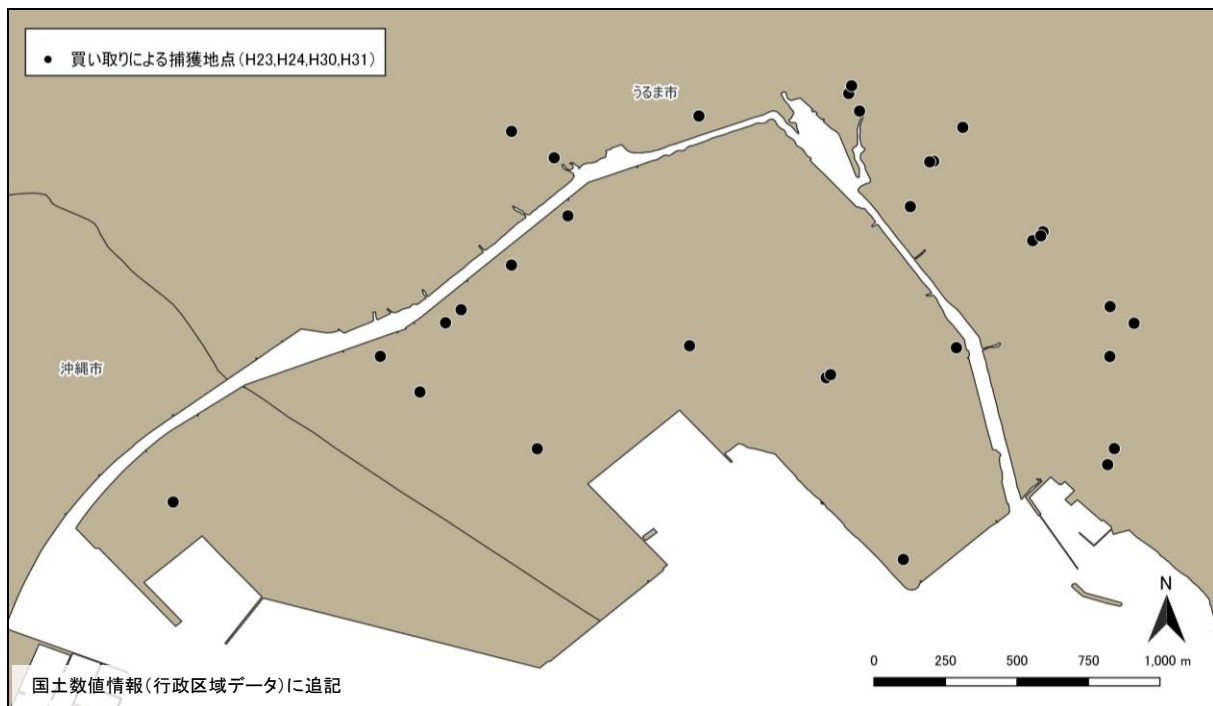 ● 買い取りによる捕獲地点(H23,H24,H30,H31)
うるま市
沖縄市
N
0 250 500 750 1,000 m
国土数値情報(行政区域データ)に追記